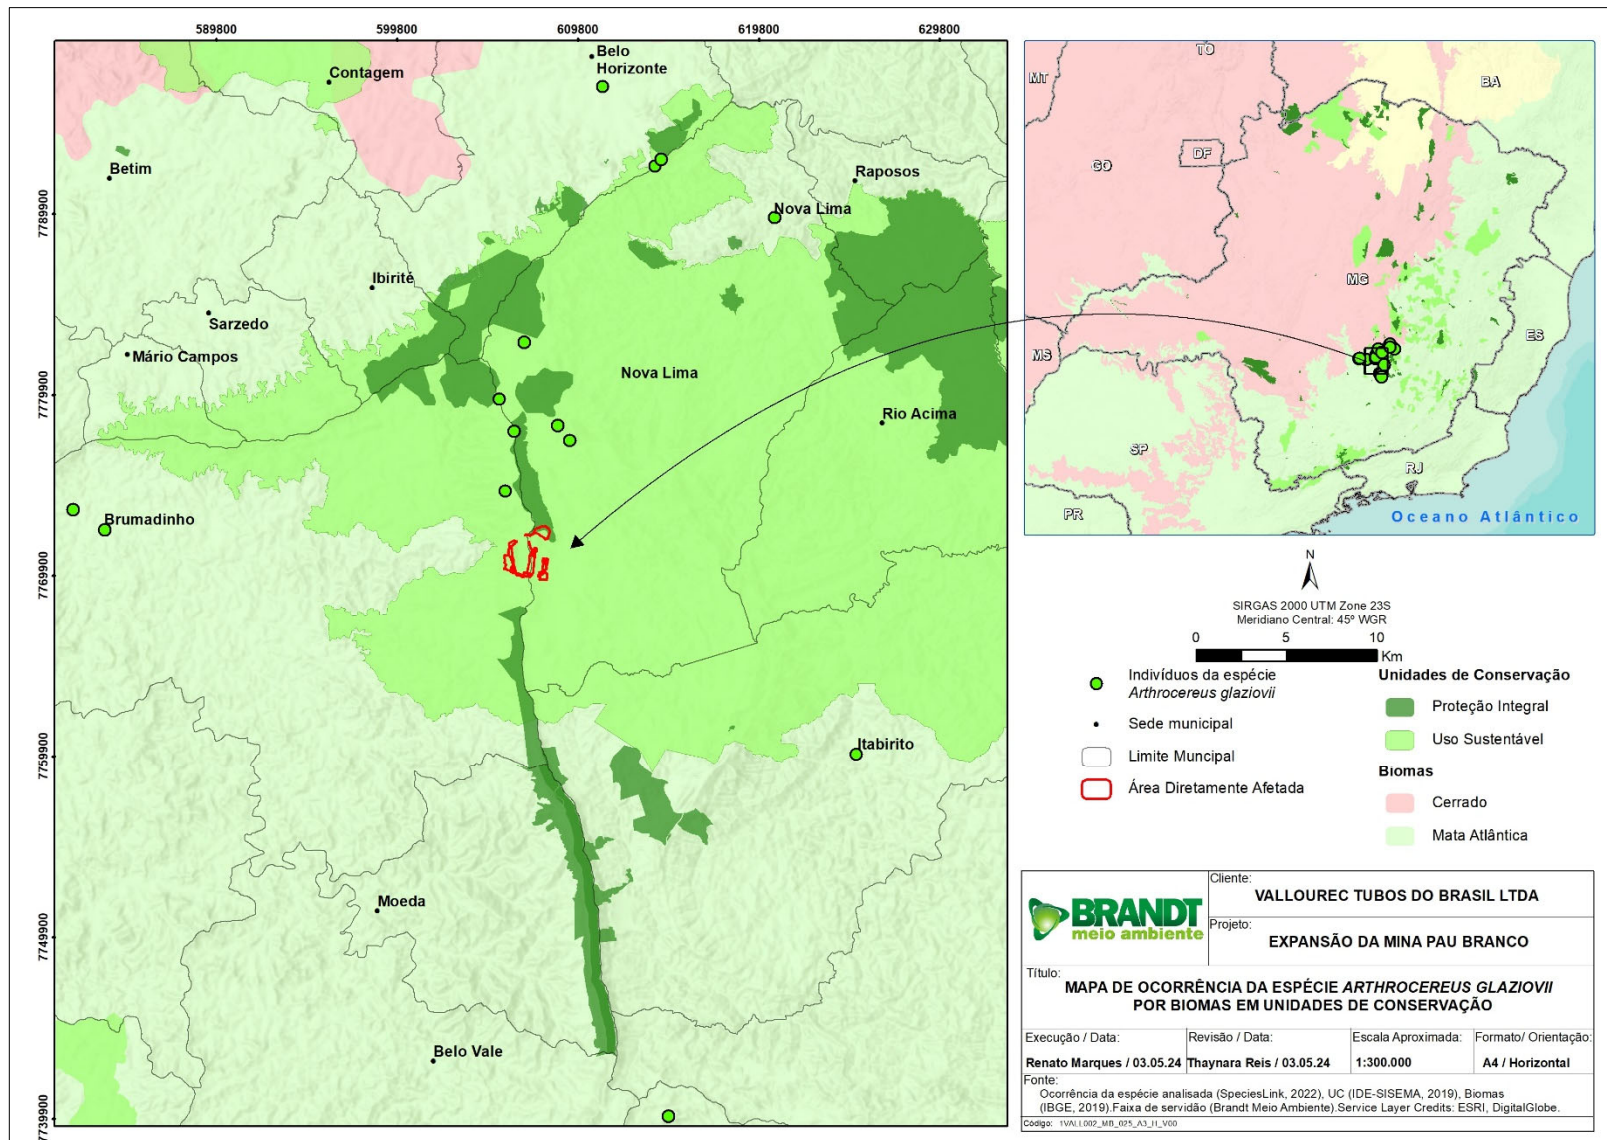 589800
599800
609800
619800
629800
7789900
7779900
7769900
7759900
7749900
7739900
Contagem
Belo
Horizonte
Betim
Raposos
Nova Lima
Ibirité
Sarzedo
Mário Campos
Nova Lima
Rio Acima
Brumadinho
Itabirito
Moeda
Belo Vale
TO
MT
BA
DF
GO
MG
ES
MS
SP
RJ
PR
Oceano Atlântico
N
SIRGAS 2000 UTM Zone 23S
Meridiano Central: 45º WGR
0 5 10
Km
Indivíduos da espécie
Arthrocereus glaziovii
Sede municipal
Limite Muncipal
Área Diretamente Afetada
Unidades de Conservação
Proteção Integral
Uso Sustentável
Biomas
Cerrado
Mata Atlântica
BRANDT
meio ambiente
Cliente:
VALLOUREC TUBOS DO BRASIL LTDA
Projeto:
EXPANSÃO DA MINA PAU BRANCO
Título:
MAPA DE OCORRÊNCIA DA ESPÉCIE ARTHROCEREUS GLAZIOVII
POR BIOMAS EM UNIDADES DE CONSERVAÇÃO
Execução / Data:
Renato Marques / 03.05.24
Revisão / Data:
Thaynara Reis / 03.05.24
Escala Aproximada:
1:300.000
Formato/ Orientação:
A4 / Horizontal
Fonte:
Ocorrência da espécie analisada (SpeciesLink, 2022), UC (IDE-SISEMA, 2019), Biomas
(IBGE, 2019).Faixa de servidão (Brandt Meio Ambiente).Service Layer Credits: ESRI, DigitalGlobe.
Código: 1VALL002_MB_025_A3_H_V00